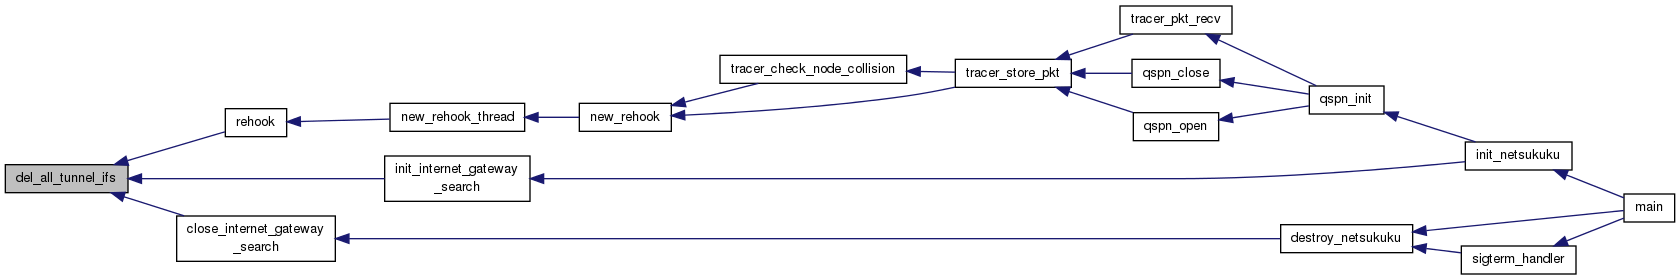 tracer_pkt_recv
tracer_check_node_collision
tracer_store_pkt
qspn_close
qspn_init
rehook
new_rehook_thread
new_rehook
qspn_open
init_netsukuku
del_all_tunnel_ifs
init_internet_gateway
_search
main
close_internet_gateway
_search
destroy_netsukuku
sigterm_handler